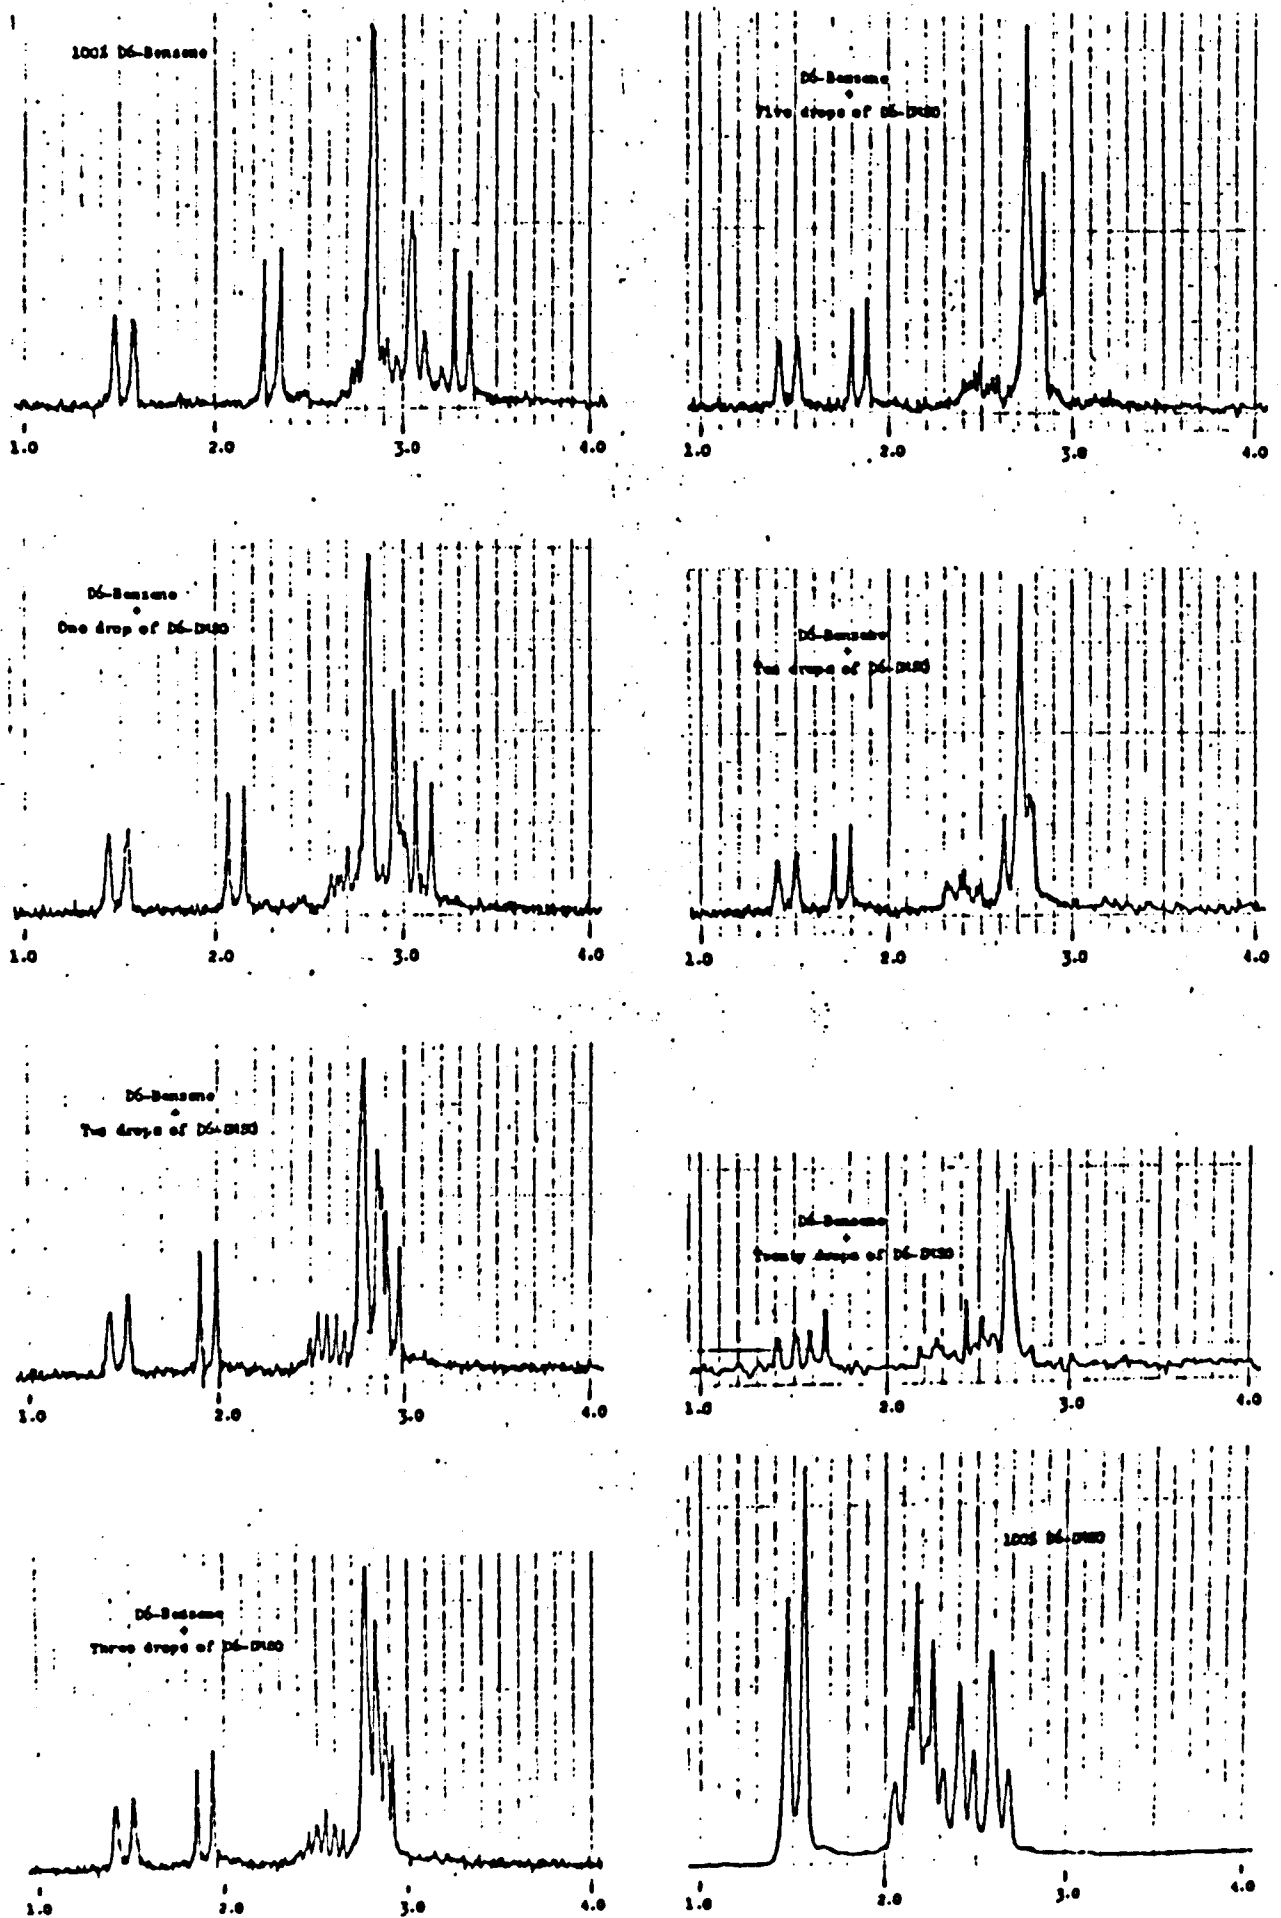 100% D6-Benzene
1.0 2.0 3.0 4.0
D6-Benzene
+
Five drops of D6-DMSO
1.0 2.0 3.0 4.0
D6-Benzene
+
One drop of D6-DMSO
1.0 2.0 3.0 4.0
D6-Benzene
+
Ten drops of D6-DMSO
1.0 2.0 3.0 4.0
D6-Benzene
+
Two drops of D6-DMSO
1.0 2.0 3.0 4.0
D6-Benzene
+
Twenty drops of D6-DMSO
1.0 2.0 3.0 4.0
D6-Benzene
+
Three drops of D6-DMSO
1.0 2.0 3.0 4.0
100% D6-DMSO
1.0 2.0 3.0 4.0